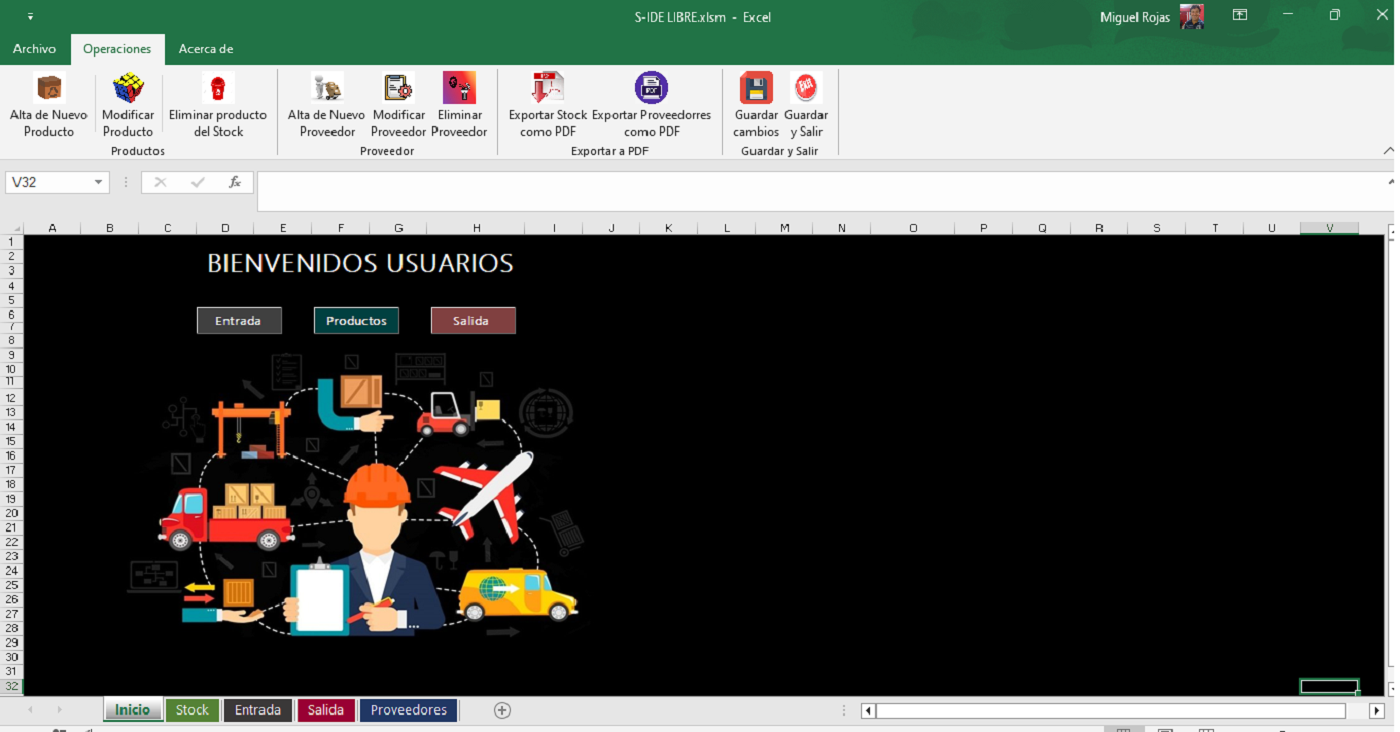 S-IDE LIBRE.xlsm - Excel
Miguel Rojas
Archivo Operaciones Acerca de
Alta de Nuevo Producto
Modificar Producto
Eliminar producto del Stock
Productos
Alta de Nuevo Proveedor
Modificar Proveedor
Eliminar Proveedor
Proveedor
PDF
Exportar Stock como PDF
PDF
Exportar Proveedorres como PDF
Exportar a PDF
Guardar cambios
Exit
Guardar y Salir
Guardar y Salir
V32
fx
A B C D E F G H I J K L M N O P Q R S T U V
1
2
3
4
5
6
7
8
9
10
11
12
13
14
15
16
17
18
19
20
21
22
23
24
25
26
27
28
29
30
31
32
BIENVENIDOS USUARIOS
Entrada Productos Salida
Inicio Stock Entrada Salida Proveedores